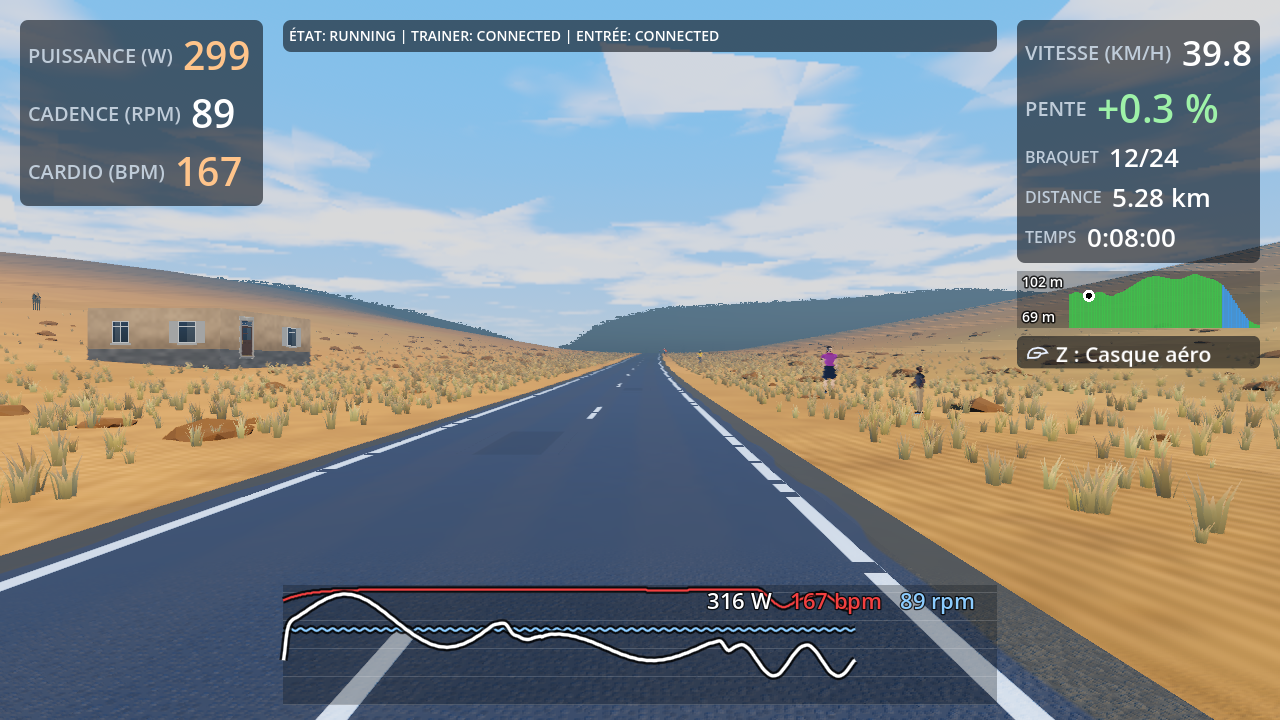 PUISSANCE (W) 299
CADENCE (RPM) 89
CARDIO (BPM) 167
ÉTAT: RUNNING | TRAINER: CONNECTED | ENTRÉE: CONNECTED
VITESSE (KM/H) 39.8
PENTE +0.3 %
BRAQUET 12/24
DISTANCE 5.28 km
TEMPS 0:08:00
102 m
69 m
Z : Casque aéro
316 W 167 bpm 89 rpm